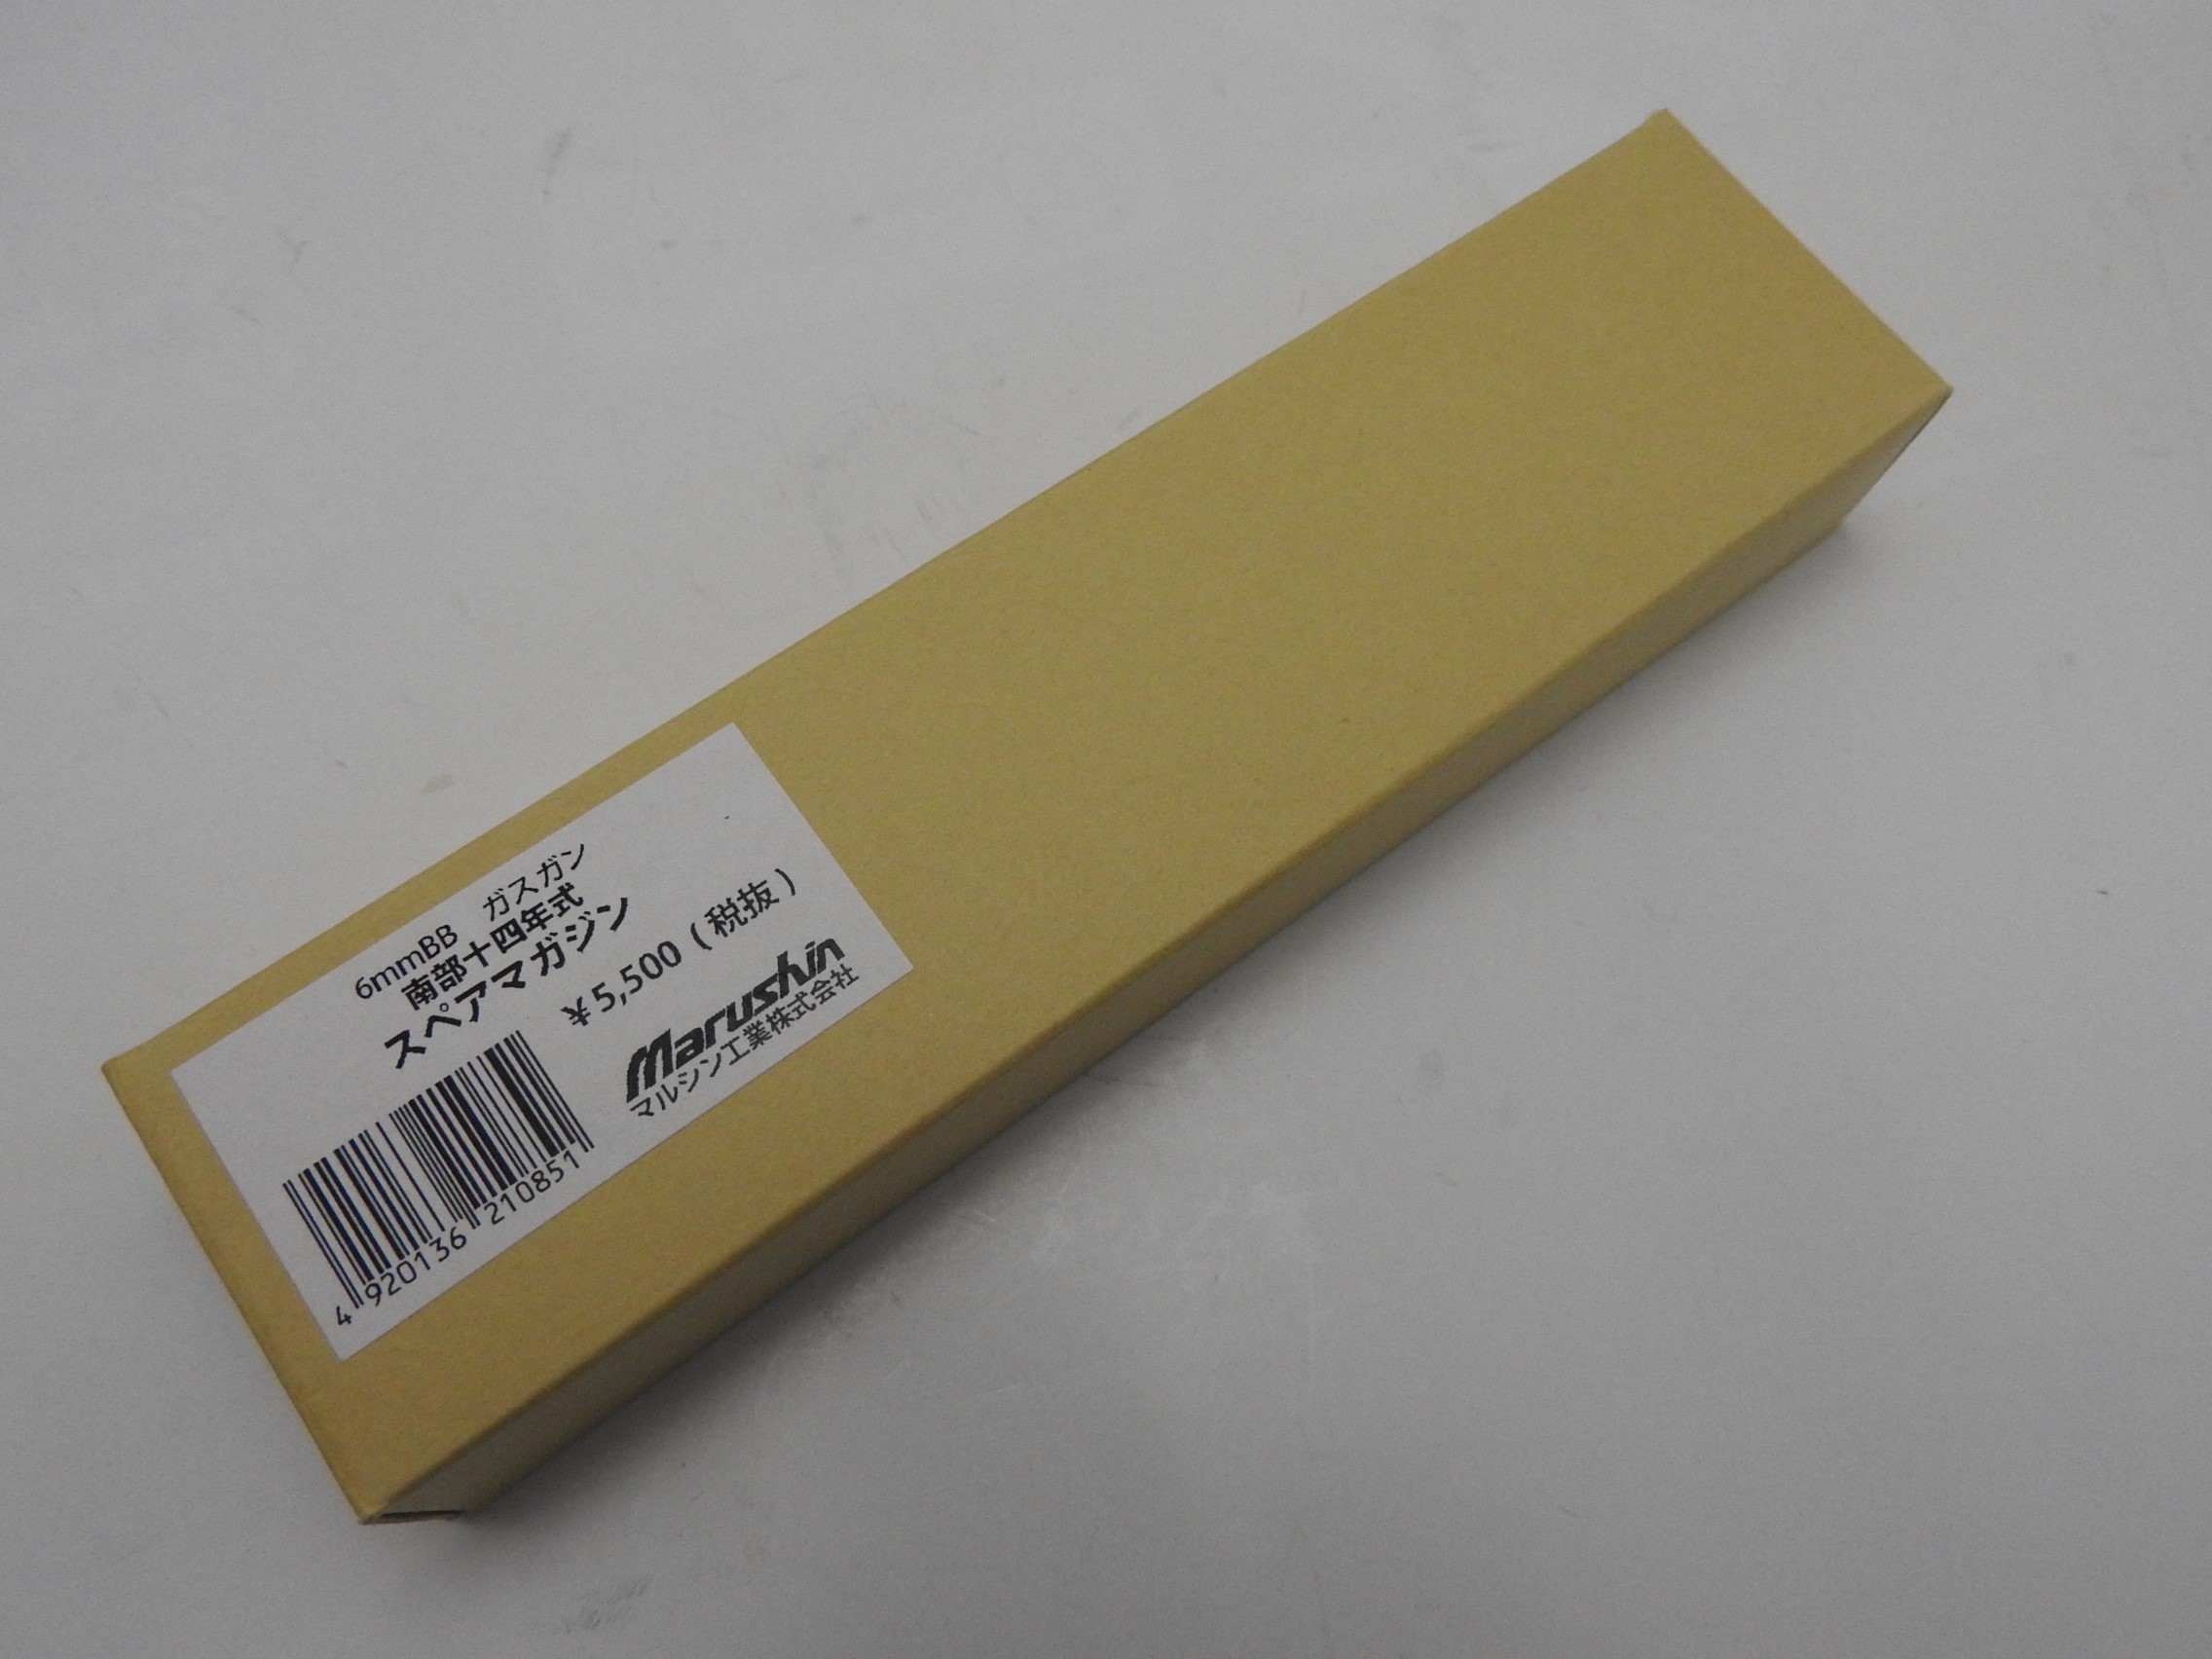 6mmBB　ガスガン
南部十四年式
スペアマガジン
￥5,500（税抜）
Marushin
マルシン工業株式会社
4 920136 210851